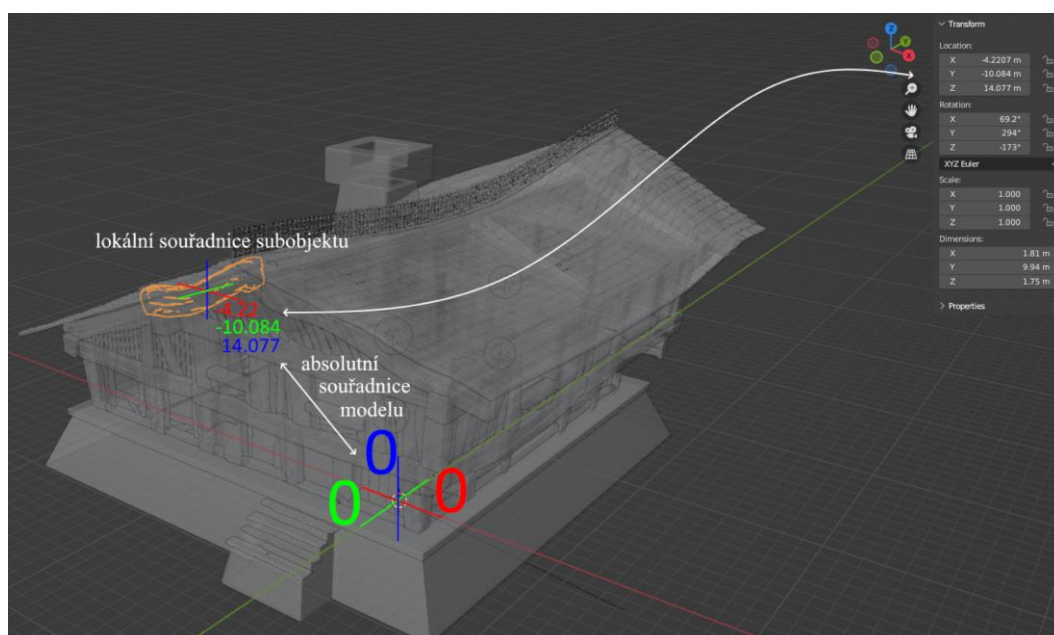 Transform
Location:
X -4.2207 m
Y -10.084 m
Z 14.077 m
Rotation:
X 69.2°
Y 294°
Z -173°
XYZ Euler
Scale:
X 1.000
Y 1.000
Z 1.000
Dimensions:
X 1.81 m
Y 9.94 m
Z 1.75 m
Properties
Z
Y
X
lokální souřadnice subobjektu
-4.22
-10.084
14.077
absolutní
souřadnice
modelu
0
0
0